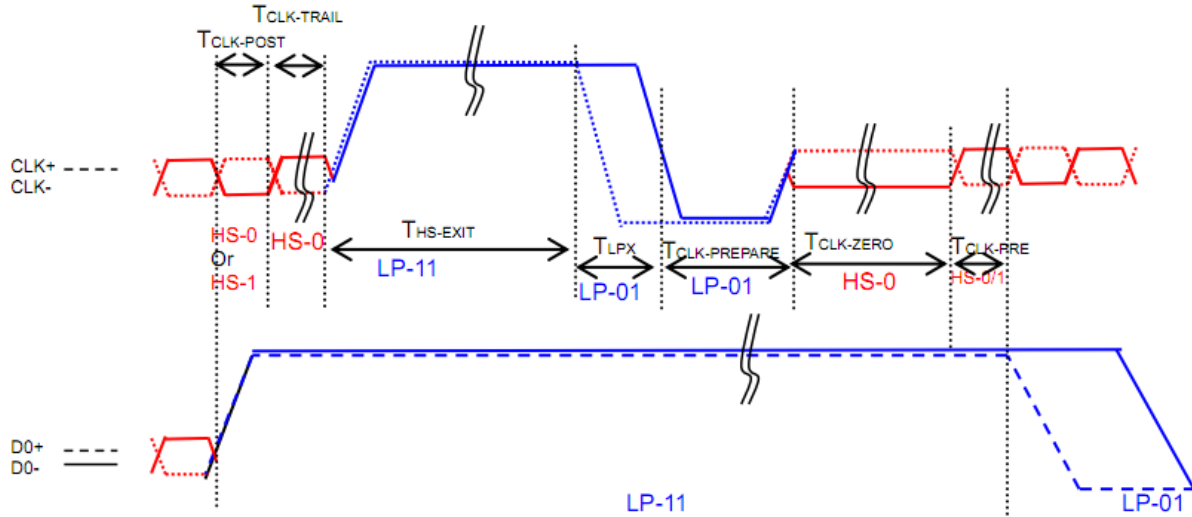 TCLK-TRAIL
TCLK-POST
CLK+
CLK-
HS-0
Or
HS-1
HS-0
THS-EXIT
LP-11
TLPX
LP-01
TCLK-PREPARE
LP-01
TCLK-ZERO
HS-0
TCLK-PRE
HS-0/1
D0+
D0-
LP-11
LP-01